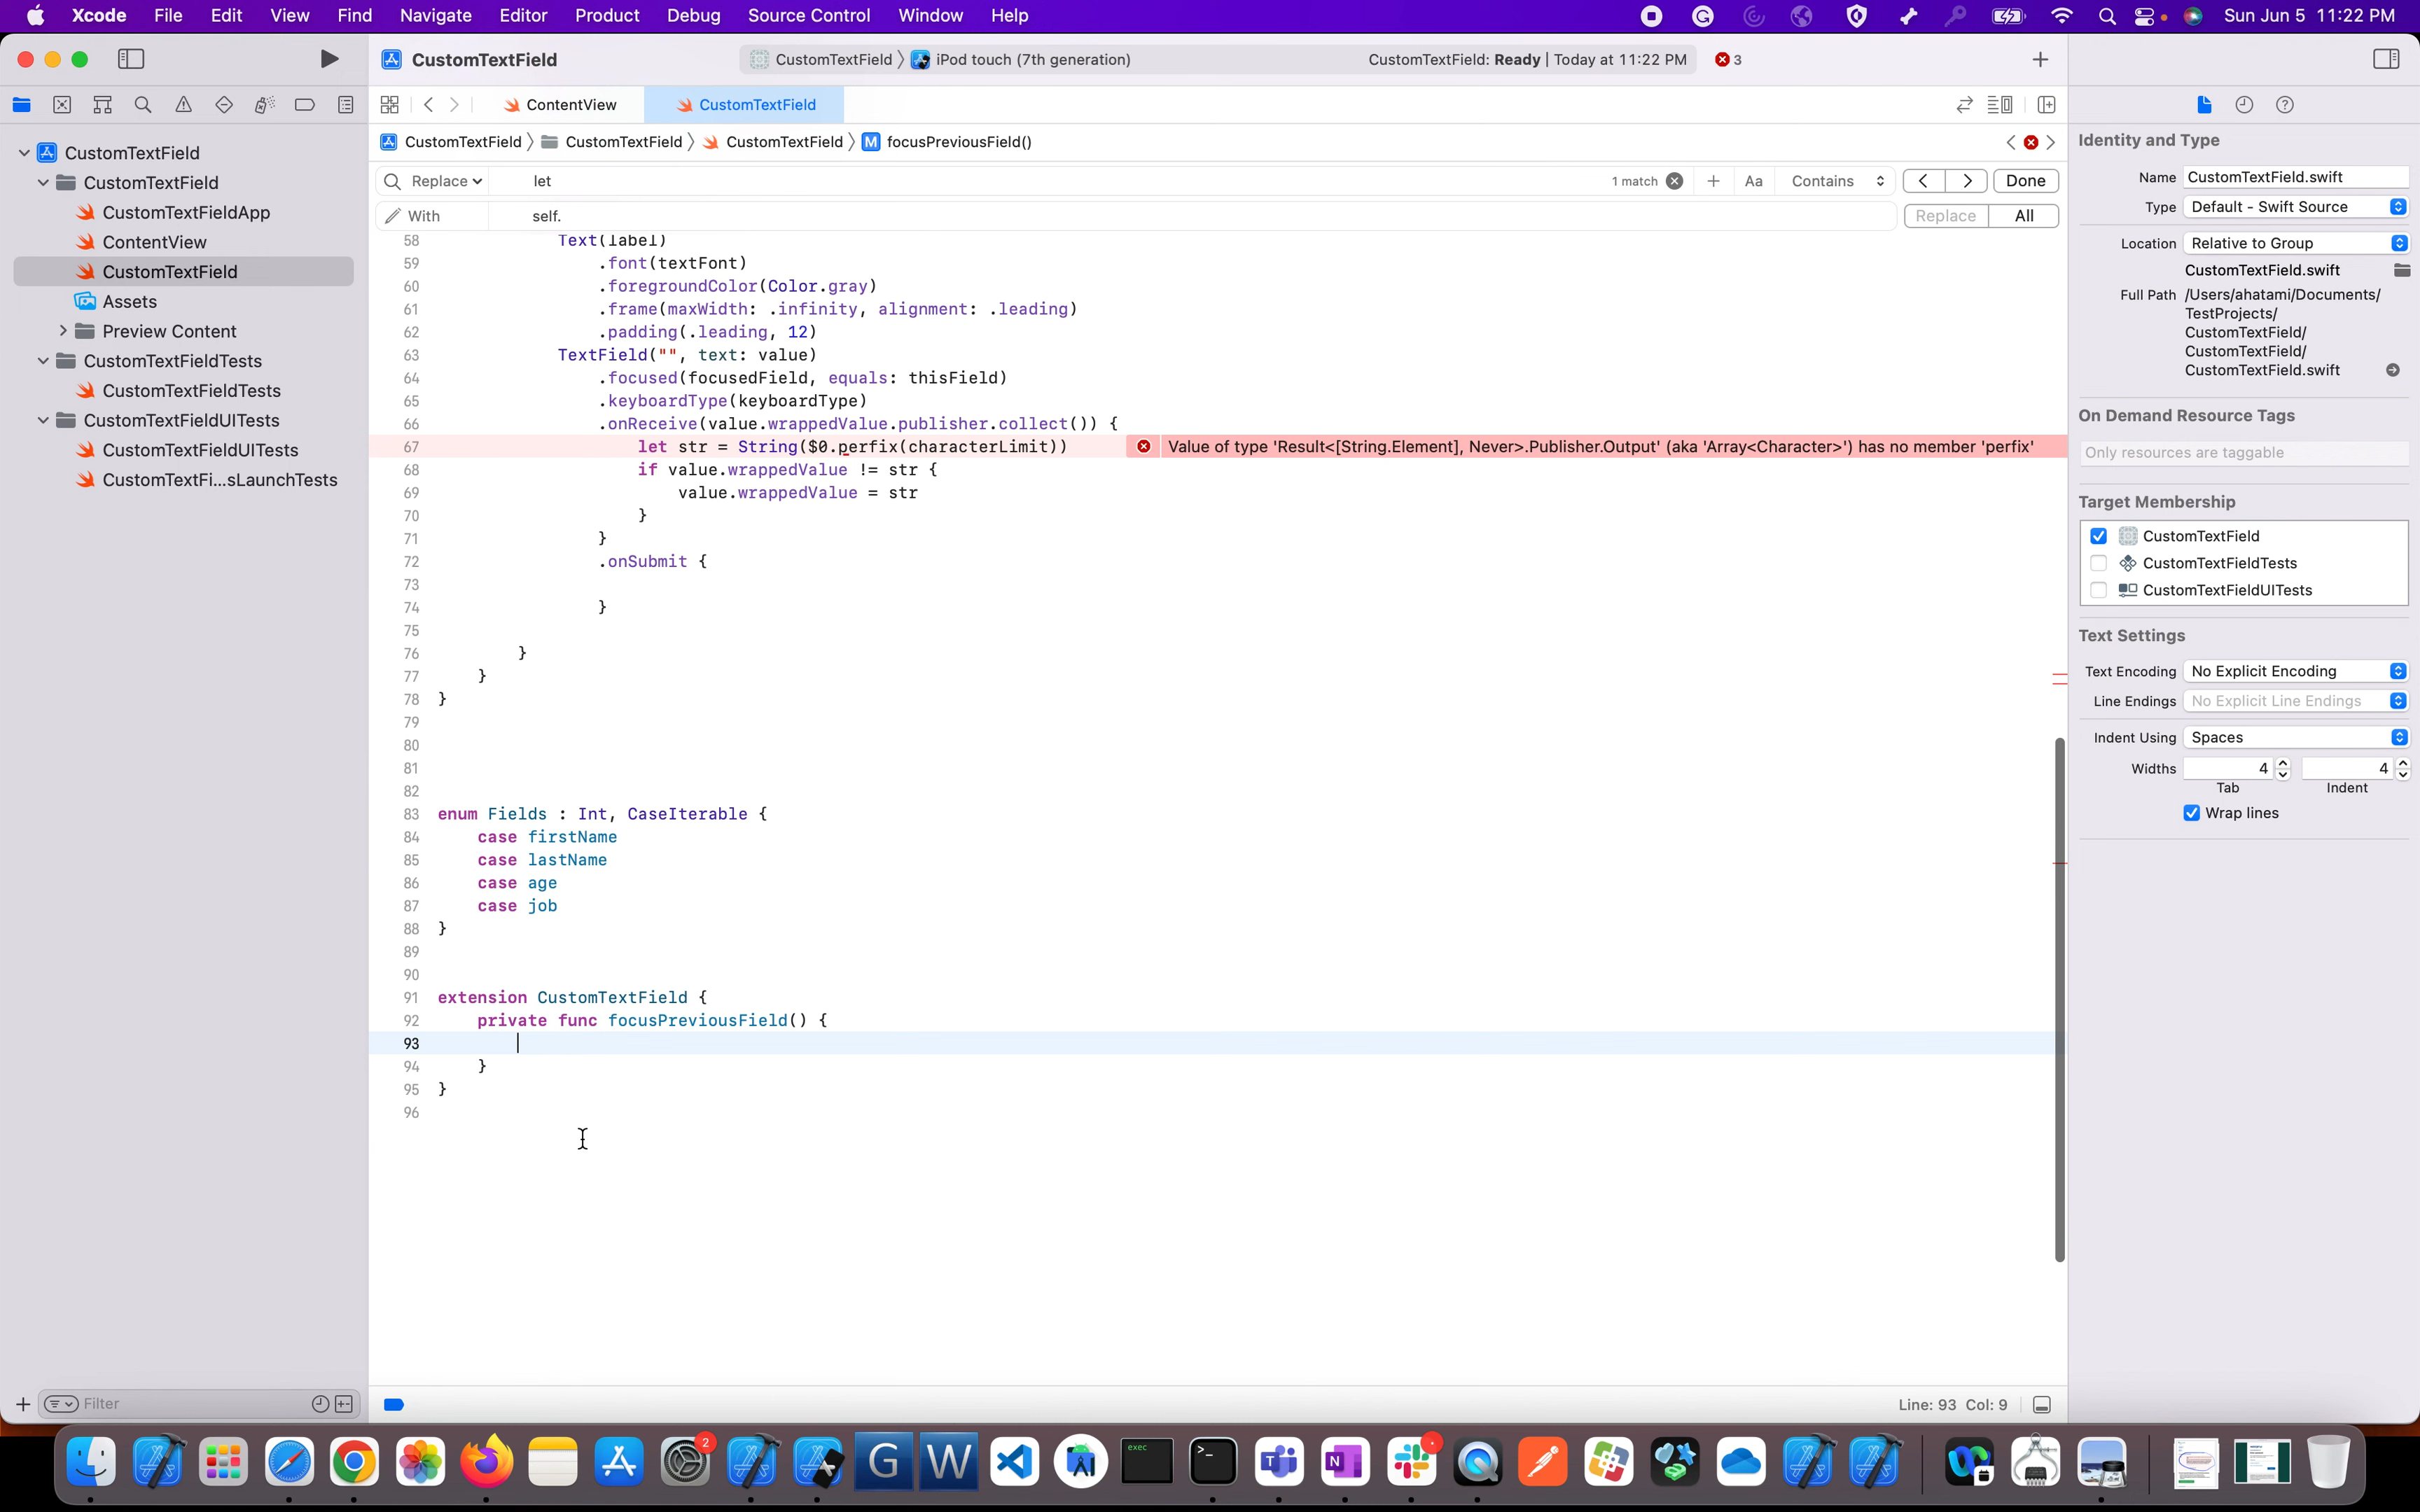 Xcode File Edit View Find Navigate Editor Product Debug Source Control Window Help Sun Jun 5 11:22 PM
CustomTextField CustomTextField iPod touch (7th generation) CustomTextField: Ready | Today at 11:22 PM 3
ContentView CustomTextField
CustomTextField CustomTextField CustomTextField M focusPreviousField()
Replace let 1 match Aa Contains Done
With self. Replace All
CustomTextField
CustomTextField
CustomTextFieldApp
ContentView
CustomTextField
Assets
Preview Content
CustomTextFieldTests
CustomTextFieldTests
CustomTextFieldUITests
CustomTextFieldUITests
CustomTextFi...sLaunchTests
Filter
58 Text(label)
59 .font(textFont)
60 .foregroundColor(Color.gray)
61 .frame(maxWidth: .infinity, alignment: .leading)
62 .padding(.leading, 12)
63 TextField("", text: value)
64 .focused(focusedField, equals: thisField)
65 .keyboardType(keyboardType)
66 .onReceive(value.wrappedValue.publisher.collect()) {
67 let str = String($0.perfix(characterLimit)) Value of type 'Result<[String.Element], Never>.Publisher.Output' (aka 'Array<Character>') has no member 'perfix'
68 if value.wrappedValue != str {
69 value.wrappedValue = str
70 }
71 }
72 .onSubmit {
73
74 }
75
76 }
77 }
78 }
79
80
81
82
83 enum Fields : Int, CaseIterable {
84 case firstName
85 case lastName
86 case age
87 case job
88 }
89
90
91 extension CustomTextField {
92 private func focusPreviousField() {
93
94 }
95 }
96
Line: 93 Col: 9
Identity and Type
Name CustomTextField.swift
Type Default - Swift Source
Location Relative to Group
CustomTextField.swift
Full Path /Users/ahatami/Documents/
TestProjects/
CustomTextField/
CustomTextField/
CustomTextField.swift
On Demand Resource Tags
Only resources are taggable
Target Membership
CustomTextField
CustomTextFieldTests
CustomTextFieldUITests
Text Settings
Text Encoding No Explicit Encoding
Line Endings No Explicit Line Endings
Indent Using Spaces
Widths 4 4
Tab Indent
Wrap lines
2 G W exec >_ T N T